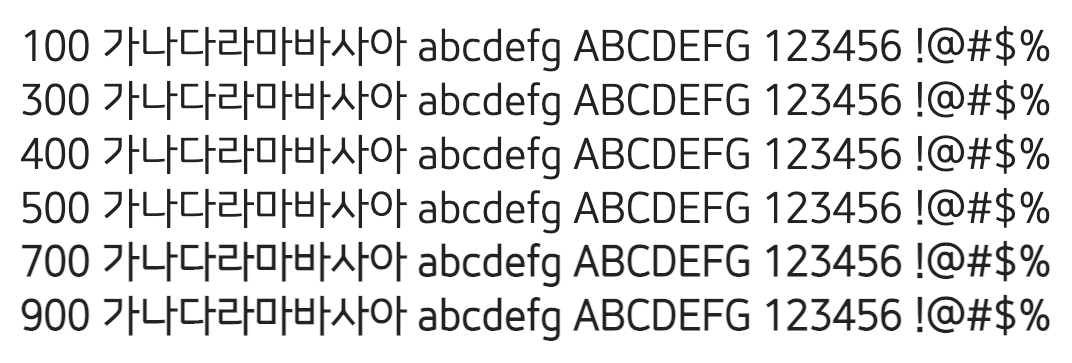 100 가나다라마바사아 abcdefg ABCDEFG 123456 !@#$%
300 가나다라마바사아 abcdefg ABCDEFG 123456 !@#$%
400 가나다라마바사아 abcdefg ABCDEFG 123456 !@#$%
500 가나다라마바사아 abcdefg ABCDEFG 123456 !@#$%
700 가나다라마바사아 abcdefg ABCDEFG 123456 !@#$%
900 가나다라마바사아 abcdefg ABCDEFG 123456 !@#$%